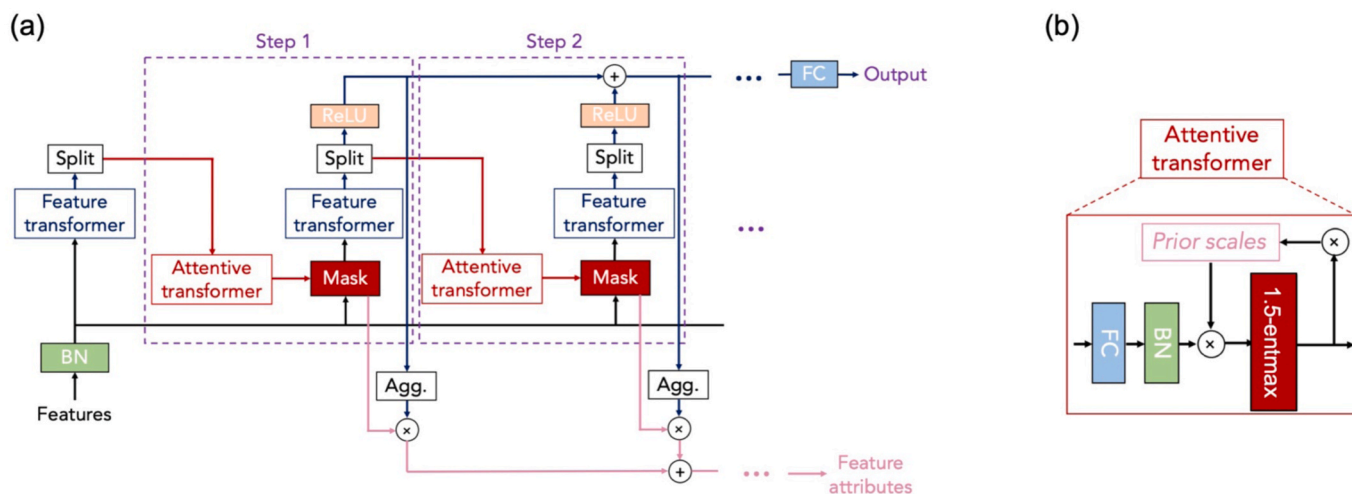 (a)
Step 1
Step 2
FC
Output
ReLU
ReLU
Split
Split
Split
Feature
transformer
Feature
transformer
Feature
transformer
Attentive
transformer
Mask
Attentive
transformer
Mask
BN
Features
Agg.
Agg.
Feature
attributes
(b)
Attentive
transformer
Prior scales
FC
BN
1.5-entmax